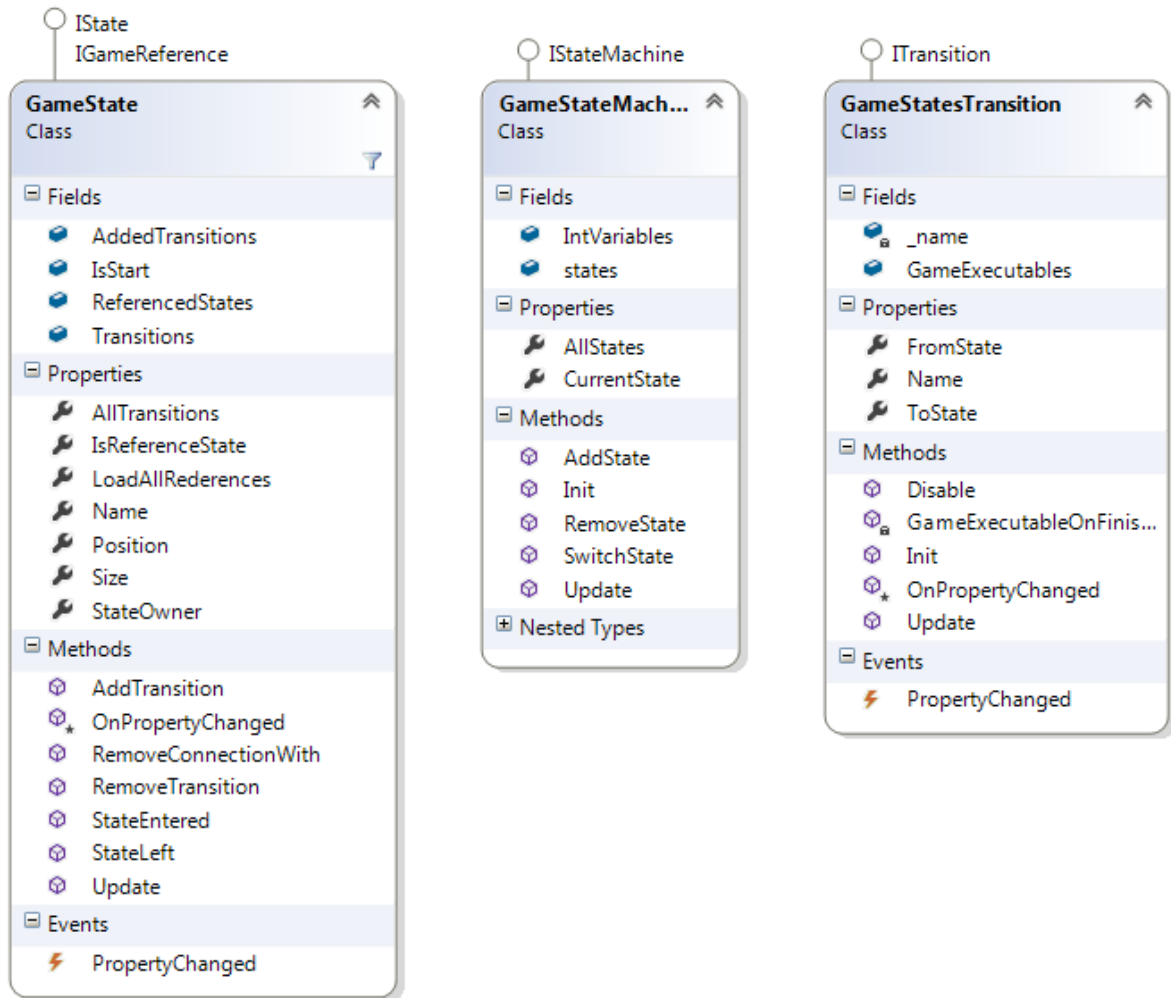 IState
IGameReference
GameState
Class
Fields
AddedTransitions
IsStart
ReferencedStates
Transitions
Properties
AllTransitions
IsReferenceState
LoadAllRederences
Name
Position
Size
StateOwner
Methods
AddTransition
OnPropertyChanged
RemoveConnectionWith
RemoveTransition
StateEntered
StateLeft
Update
Events
PropertyChanged
IStateMachine
GameStateMach...
Class
Fields
IntVariables
states
Properties
AllStates
CurrentState
Methods
AddState
Init
RemoveState
SwitchState
Update
Nested Types
ITransition
GameStatesTransition
Class
Fields
_name
GameExecutables
Properties
FromState
Name
ToState
Methods
Disable
GameExecutableOnFinis...
Init
OnPropertyChanged
Update
Events
PropertyChanged